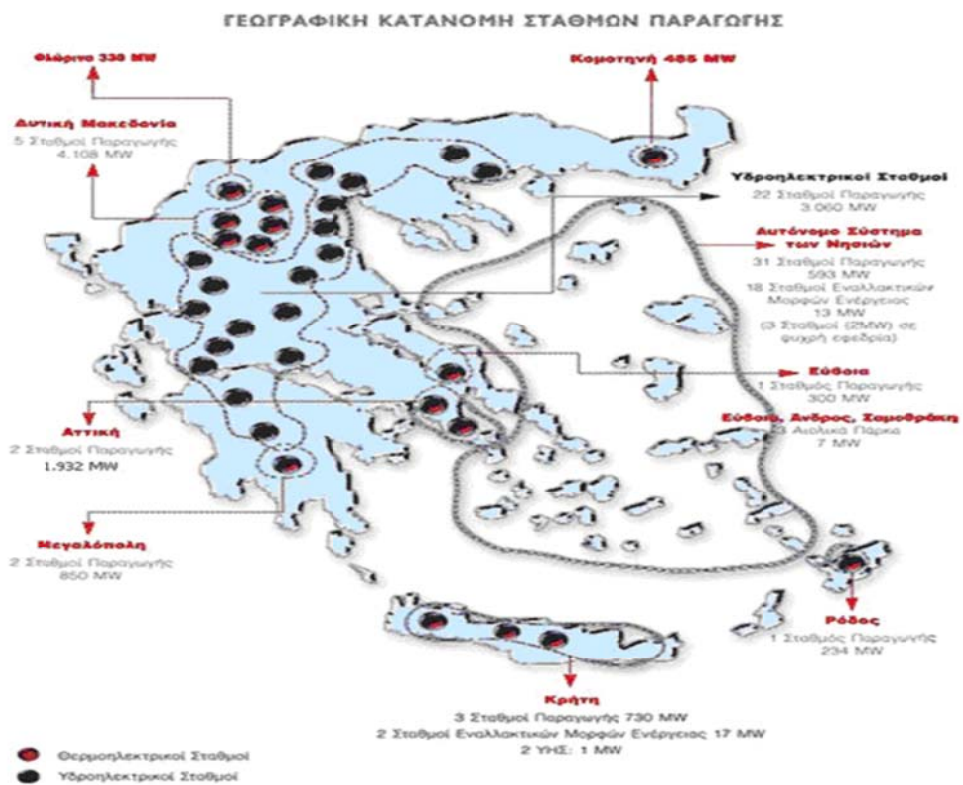 ΓΕΩΓΡΑΦΙΚΗ ΚΑΤΑΝΟΜΗ ΣΤΑΘΜΩΝ ΠΑΡΑΓΩΓΗΣ
Φλώρινα 330 MW
Κομοτηνή 485 MW
Δυτική Μακεδονία
5 Σταθμοί Παραγωγής
4.108 MW
Υδροηλεκτρικοί Σταθμοί
22 Σταθμοί Παραγωγής
3.060 MW
Αυτόνομο Σύστημα
των Νησιών
31 Σταθμοί Παραγωγής
593 MW
18 Σταθμοί Εναλλακτικών
Μορφών Ενέργειας
13 MW
(3 Σταθμοί (2MW) σε
ψυχρή εφεδρία)
Εύβοια
1 Σταθμός Παραγωγής
300 MW
Εύβοια, Άνδρος, Σαμοθράκη
3 Αιολικά Πάρκα
7 MW
Αττική
2 Σταθμοί Παραγωγής
1.932 MW
Μεγαλόπολη
2 Σταθμοί Παραγωγής
850 MW
Ρόδος
1 Σταθμός Παραγωγής
234 MW
Κρήτη
3 Σταθμοί Παραγωγής 730 MW
2 Σταθμοί Εναλλακτικών Μορφών Ενέργειας 17 MW
2 ΥΗΣ: 1 MW
Θερμοηλεκτρικοί Σταθμοί
Υδροηλεκτρικοί Σταθμοί